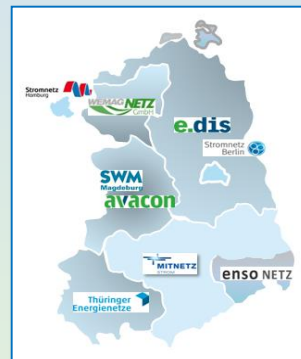 Stromnetz
Hamburg
WEMAG NETZ
GmbH
e.dis
Stromnetz
Berlin
SWM
Magdeburg
avacon
MITNETZ
STROM
enso NETZ
Thüringer
Energienetze